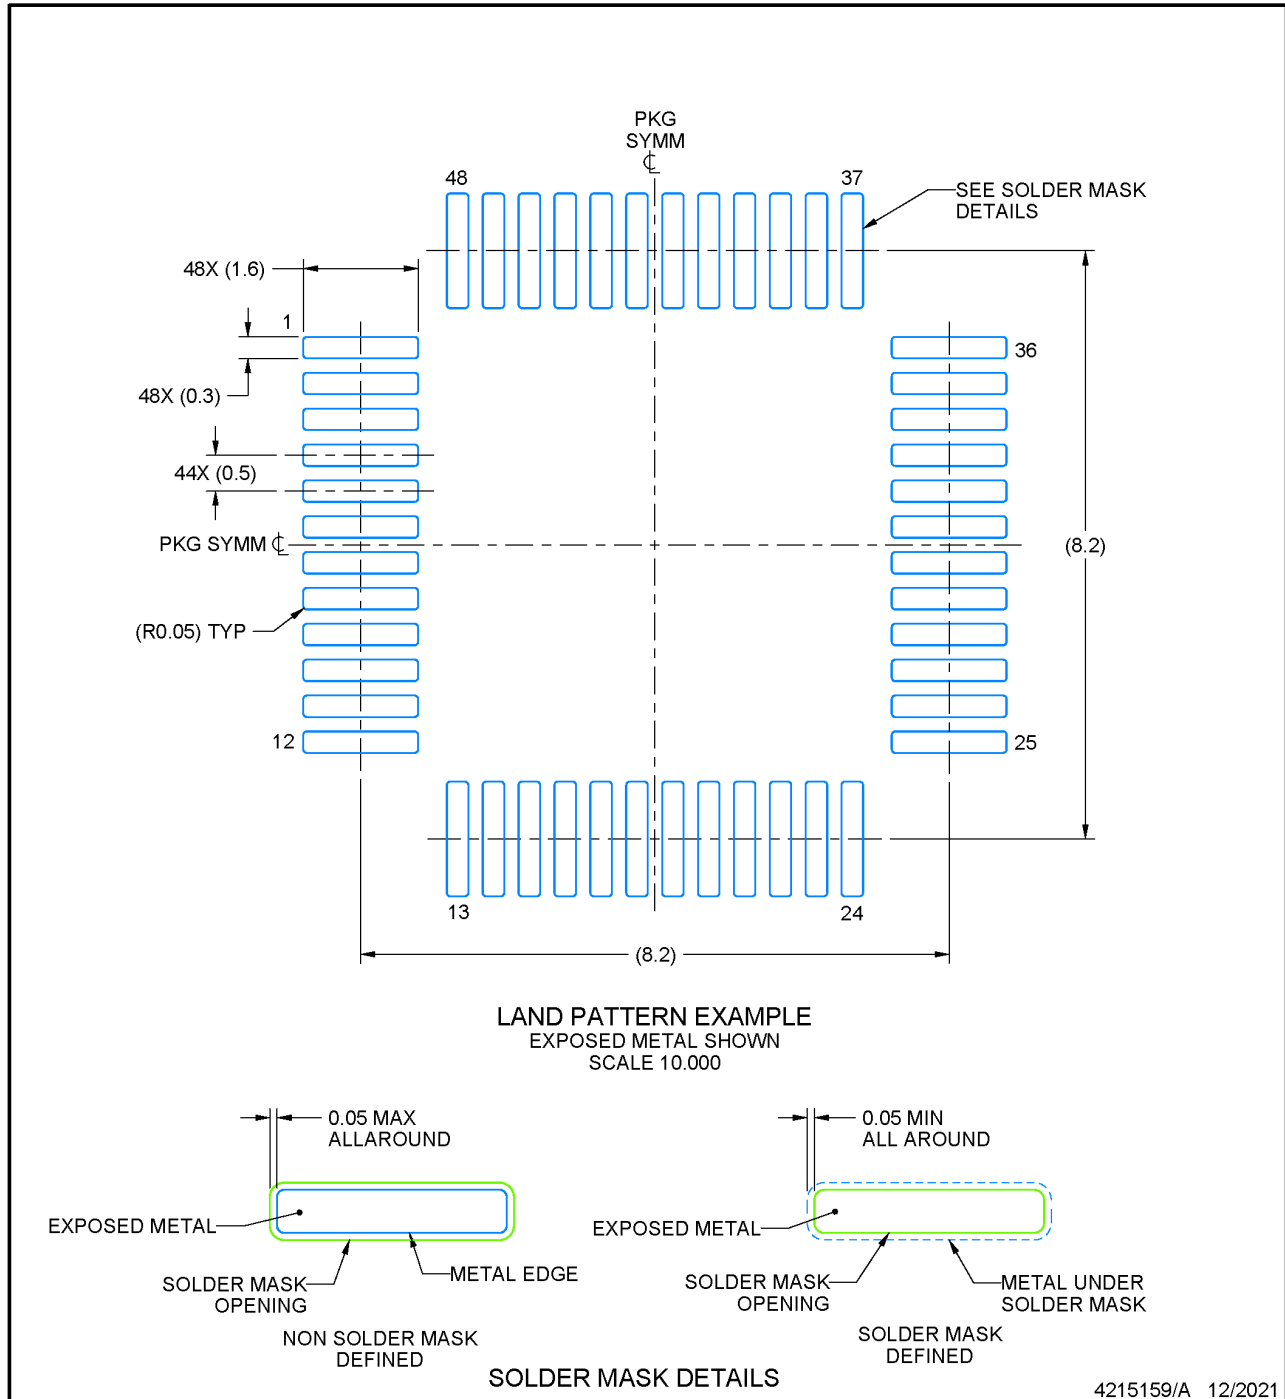 PKG
SYMM
℄
48
37
SEE SOLDER MASK
DETAILS
48X (1.6)
1
36
48X (0.3)
44X (0.5)
PKG SYMM ℄
(8.2)
(R0.05) TYP
12
25
13
24
(8.2)
LAND PATTERN EXAMPLE
EXPOSED METAL SHOWN
SCALE 10.000
0.05 MAX
ALLAROUND
EXPOSED METAL
SOLDER MASK
OPENING
METAL EDGE
NON SOLDER MASK
DEFINED
0.05 MIN
ALL AROUND
EXPOSED METAL
SOLDER MASK
OPENING
METAL UNDER
SOLDER MASK
SOLDER MASK
DEFINED
SOLDER MASK DETAILS
4215159/A 12/2021